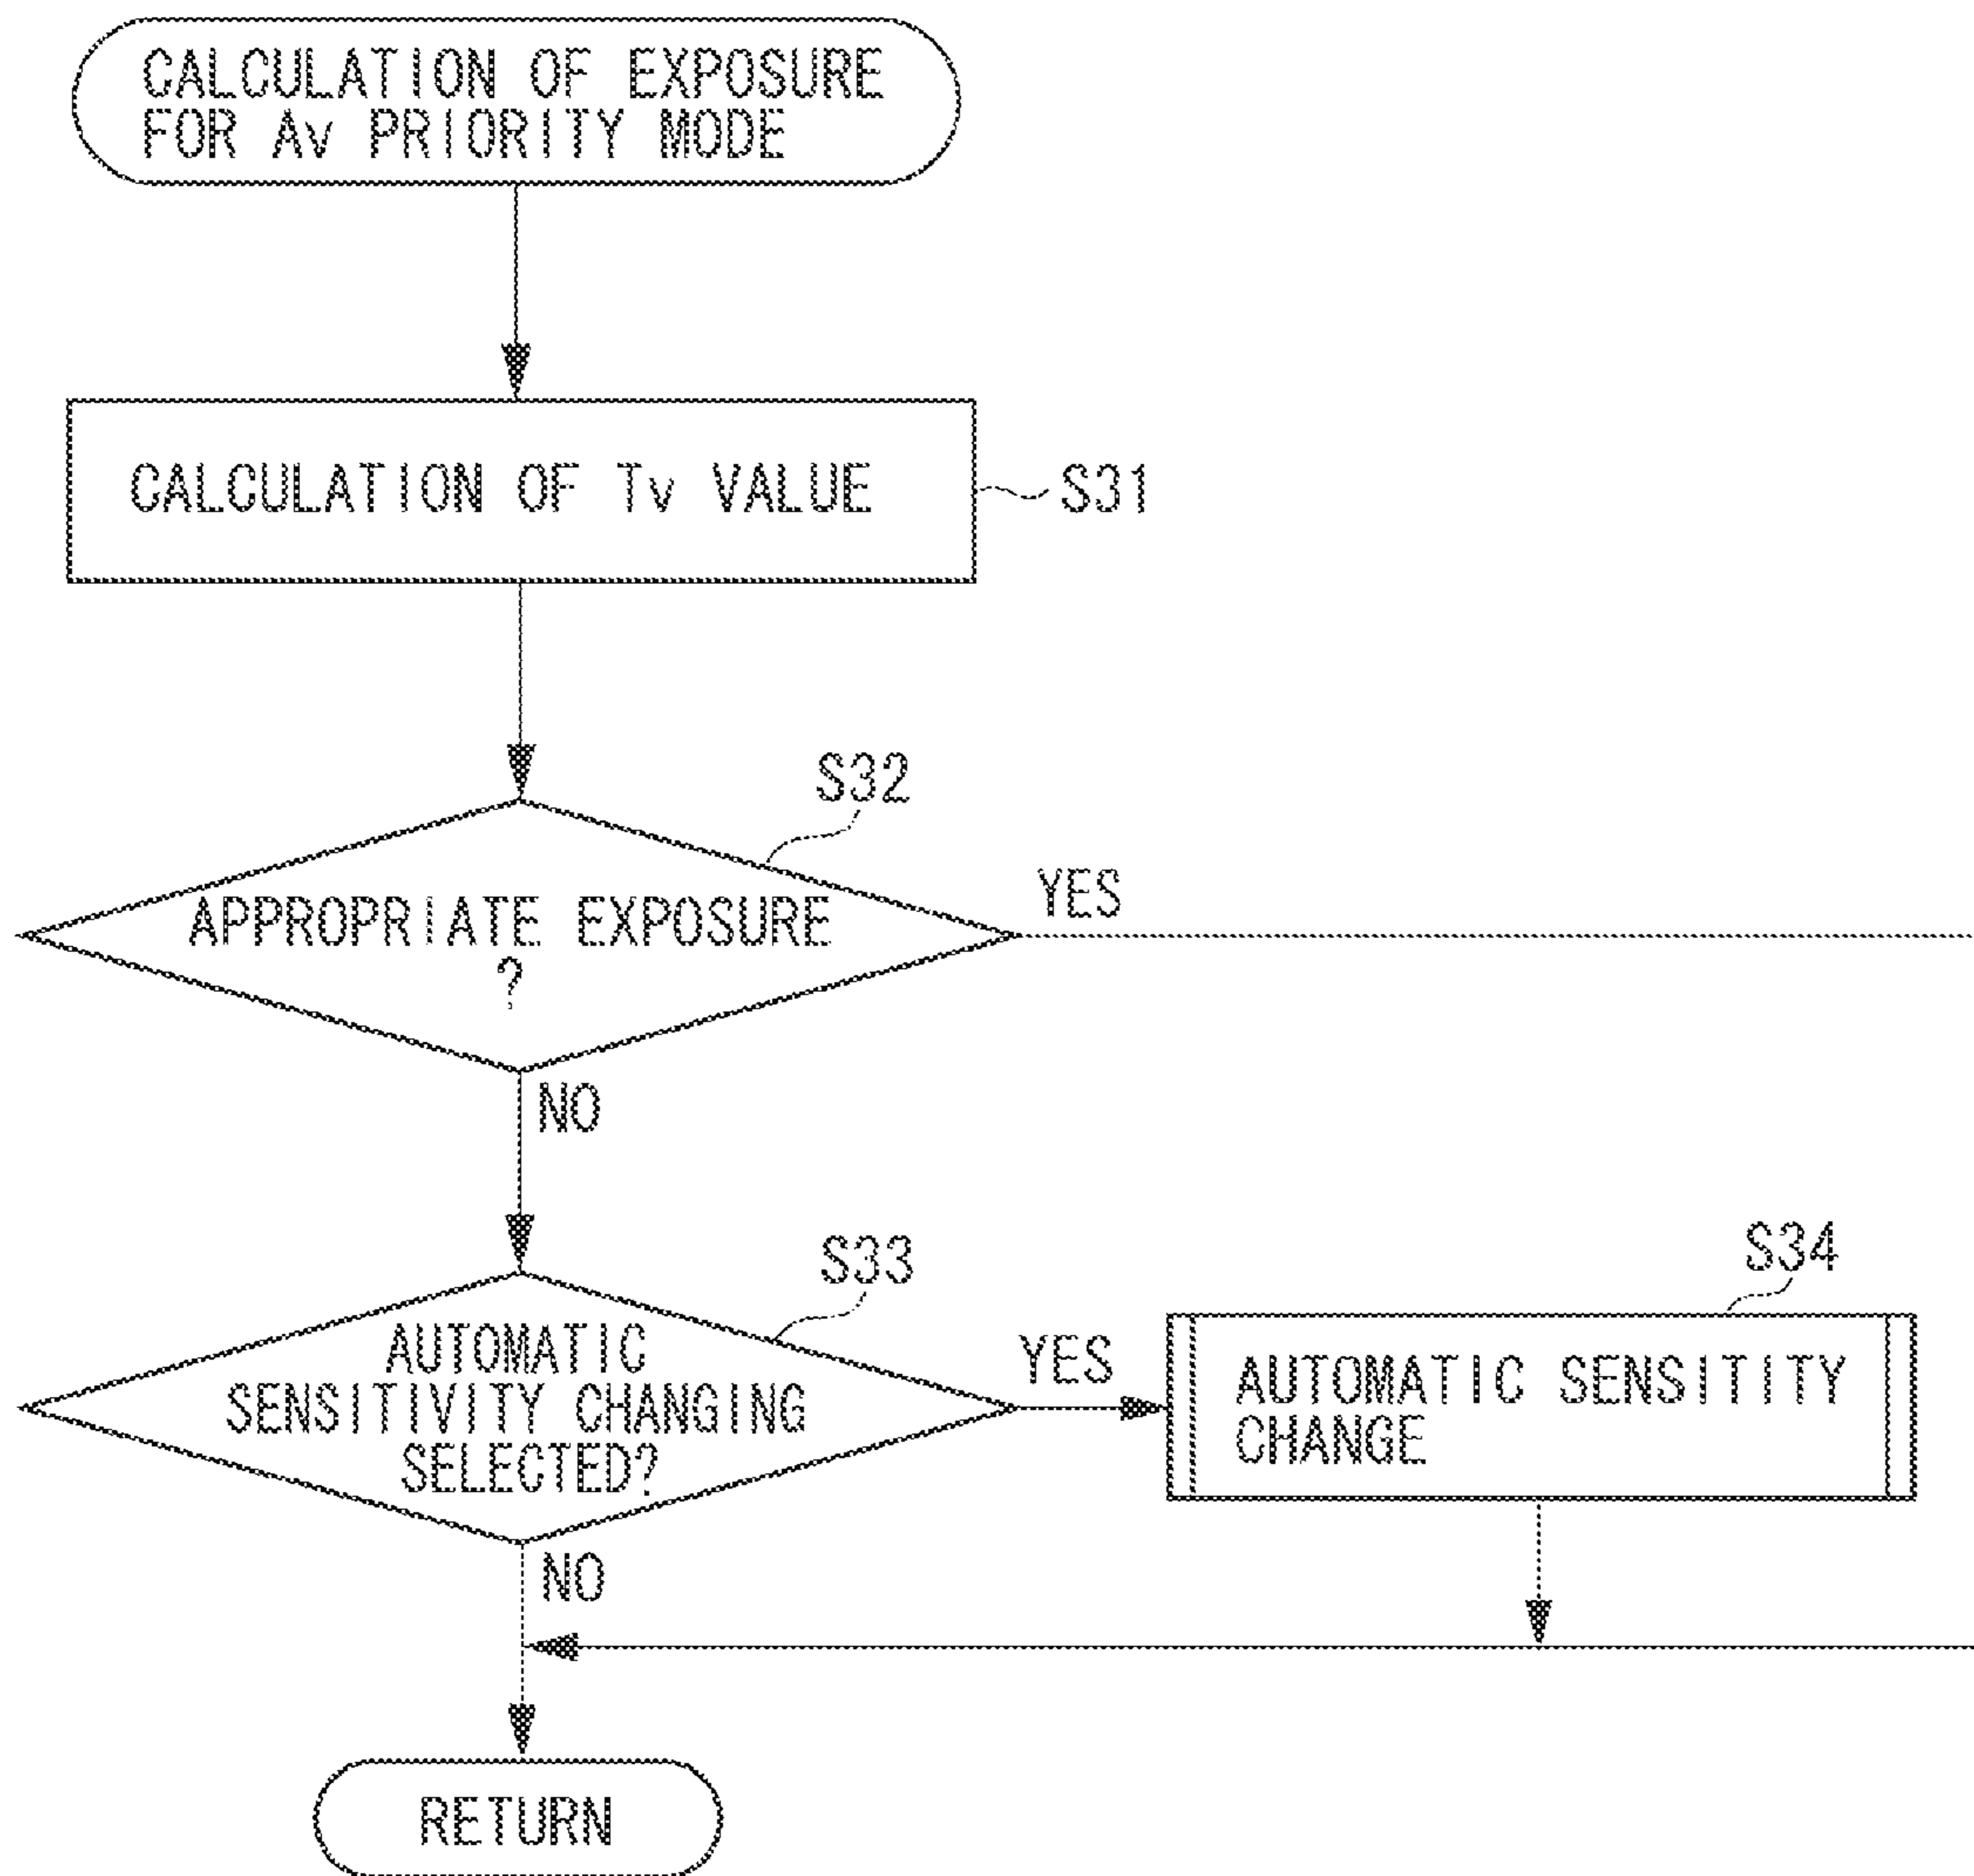 CALCULATION OF EXPOSURE
FOR Av PRIORITY MODE
CALCULATION OF Tv VALUE
S31
S32
APPROPRIATE EXPOSURE
?
YES
NO
S33
AUTOMATIC
SENSITIVITY CHANGING
SELECTED?
YES
S34
AUTOMATIC SENSITITY
CHANGE
NO
RETURN